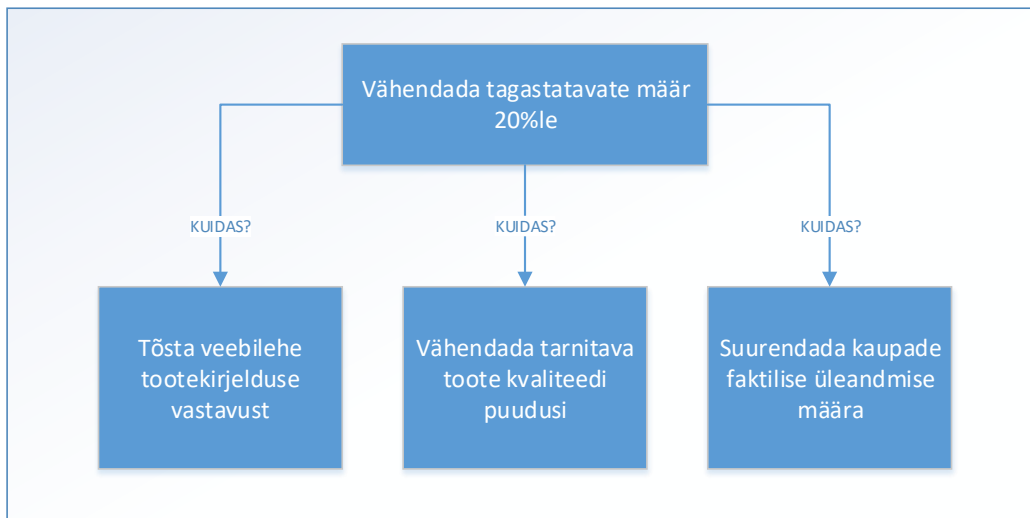 Vähendada tagastatavate määr
20%le
KUIDAS?
KUIDAS?
KUIDAS?
Tõsta veebilehe
tootekirjelduse
vastavust
Vähendada tarnitava
toote kvaliteedi
puudusi
Suurendada kaupade
faktilise üleandmise
määra